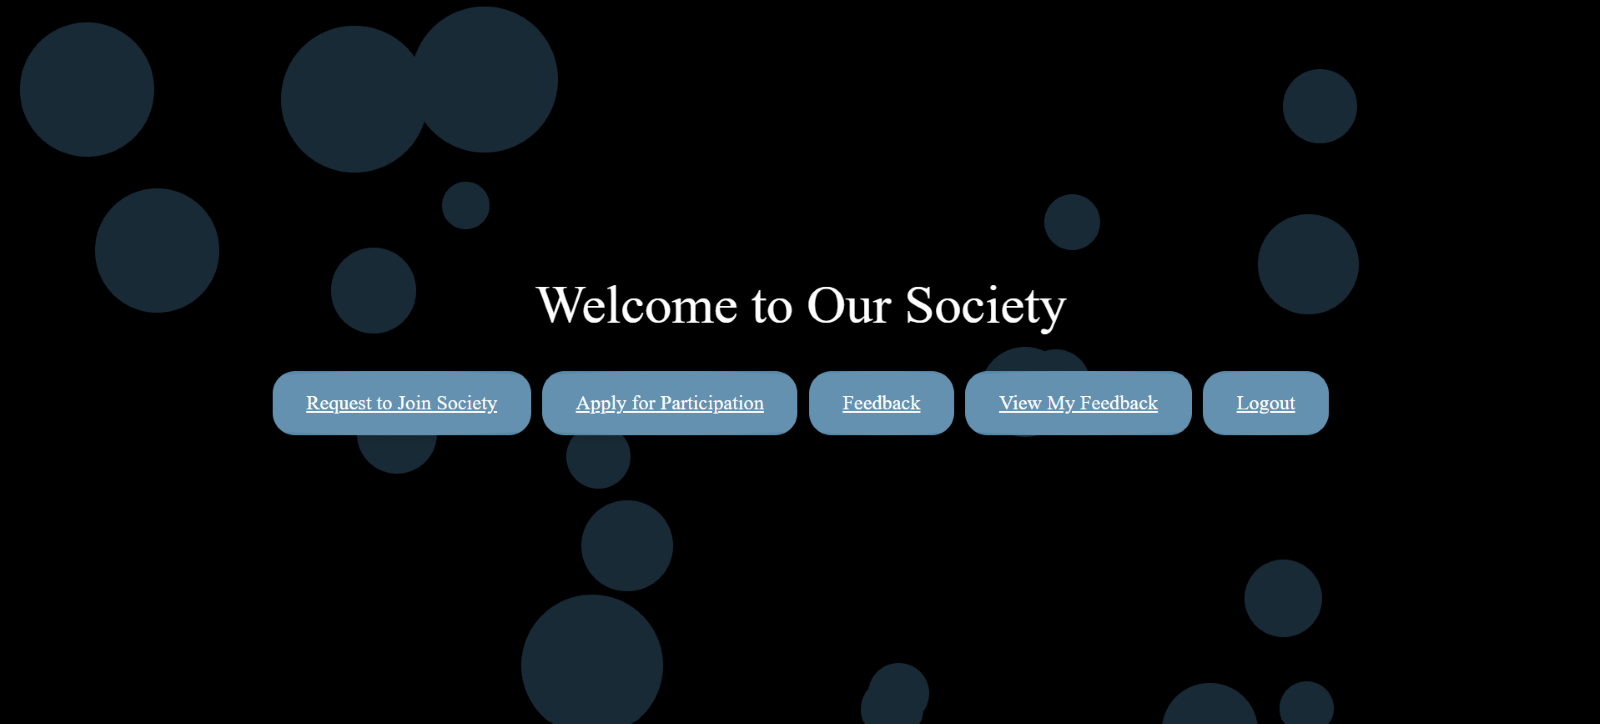 Welcome to Our Society
Request to Join Society Apply for Participation Feedback View My Feedback Logout